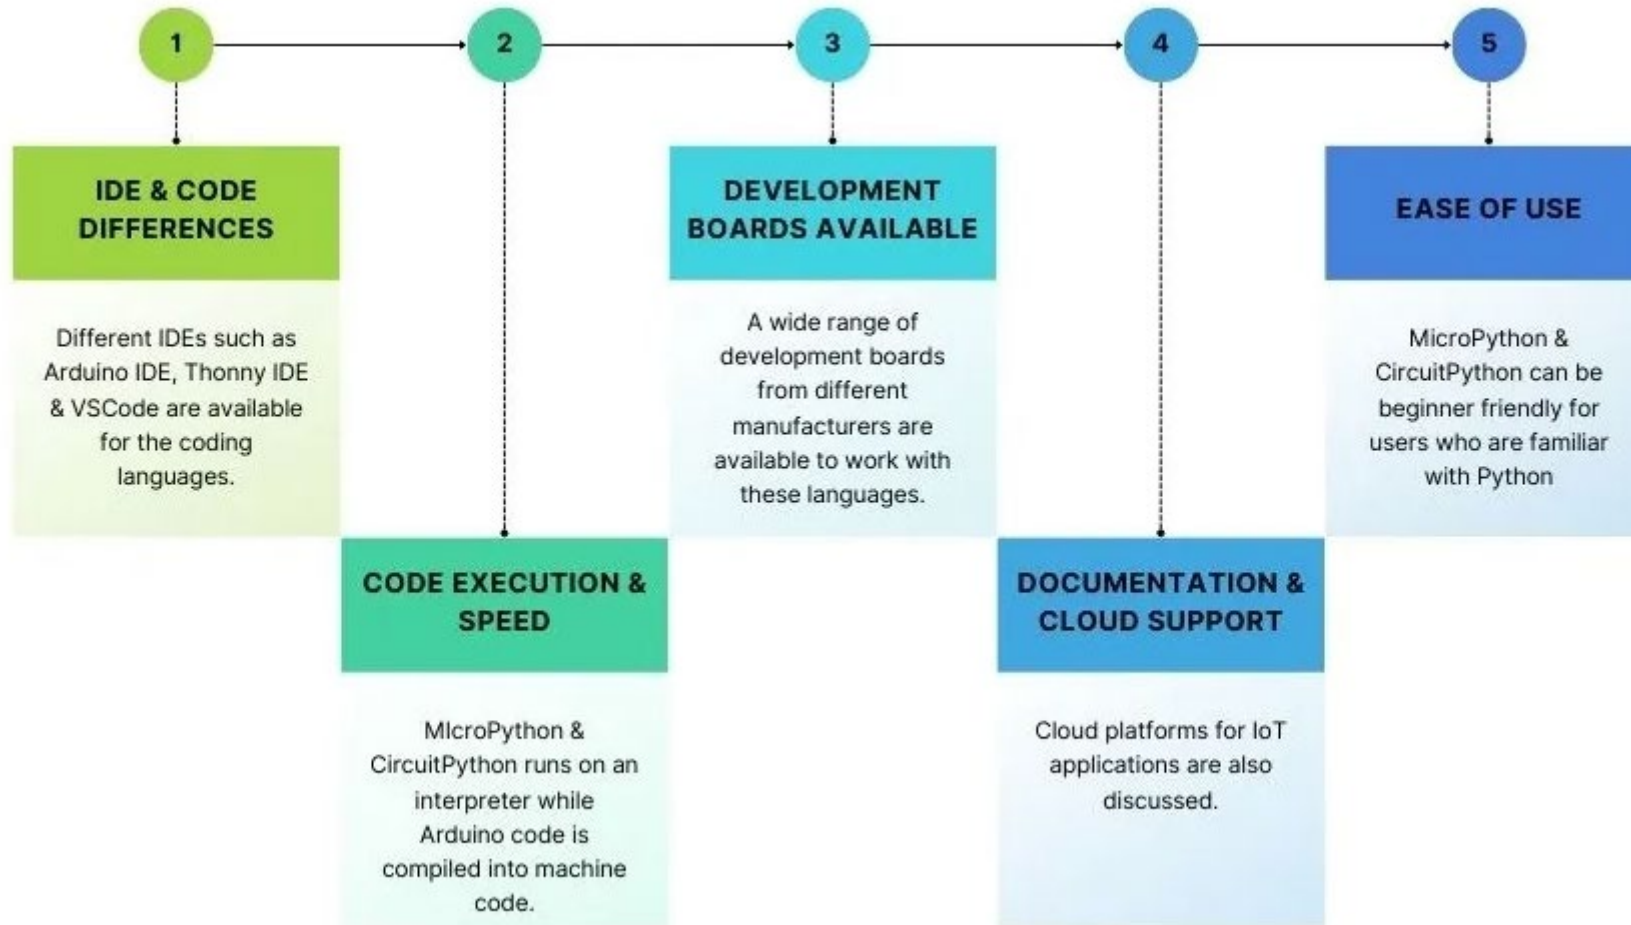 1
2
3
4
5
IDE & CODE
DIFFERENCES
Different IDEs such as
Arduino IDE, Thonny IDE
& VSCode are available
for the coding
languages.
CODE EXECUTION &
SPEED
MIcroPython &
CircuitPython runs on an
interpreter while
Arduino code is
compiled into machine
code.
DEVELOPMENT
BOARDS AVAILABLE
A wide range of
development boards
from different
manufacturers are
available to work with
these languages.
DOCUMENTATION &
CLOUD SUPPORT
Cloud platforms for IoT
applications are also
discussed.
EASE OF USE
MicroPython &
CircuitPython can be
beginner friendly for
users who are familiar
with Python